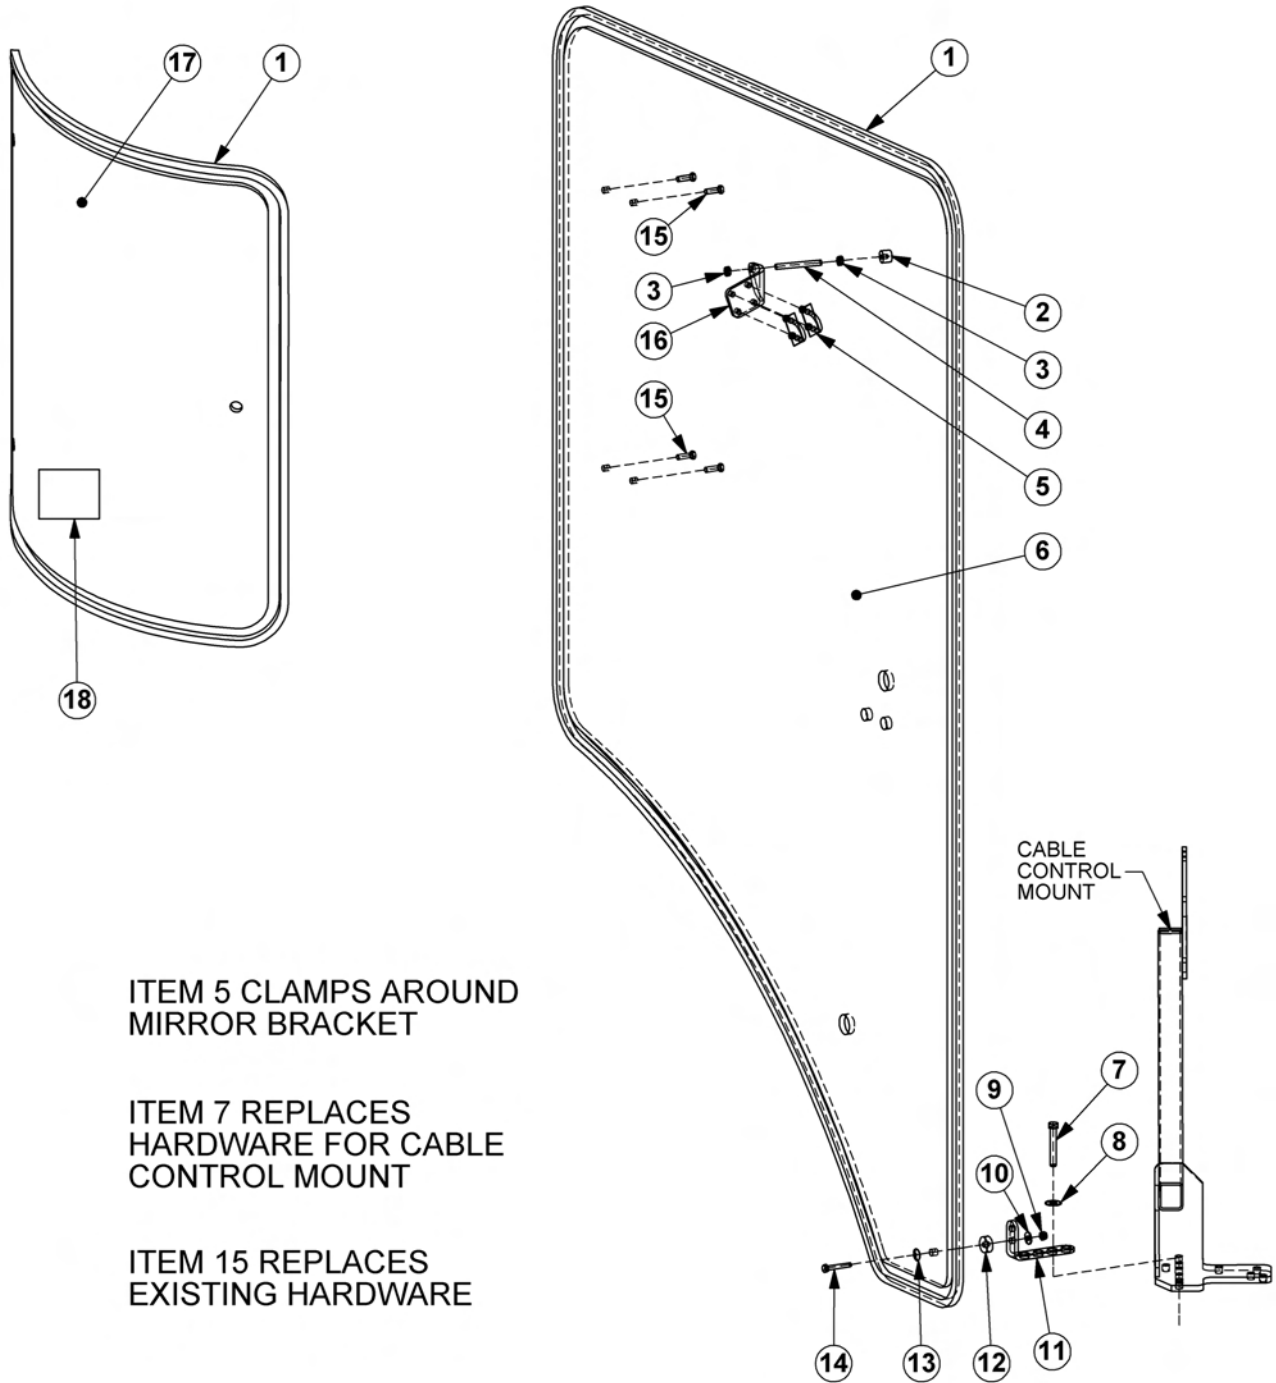 17
1
1
15
3
2
16
3
15
4
5
6
18
CABLE
CONTROL
MOUNT
ITEM 5 CLAMPS AROUND
MIRROR BRACKET
7
9
ITEM 7 REPLACES
HARDWARE FOR CABLE
CONTROL MOUNT
8
10
ITEM 15 REPLACES
EXISTING HARDWARE
14
13
12
11